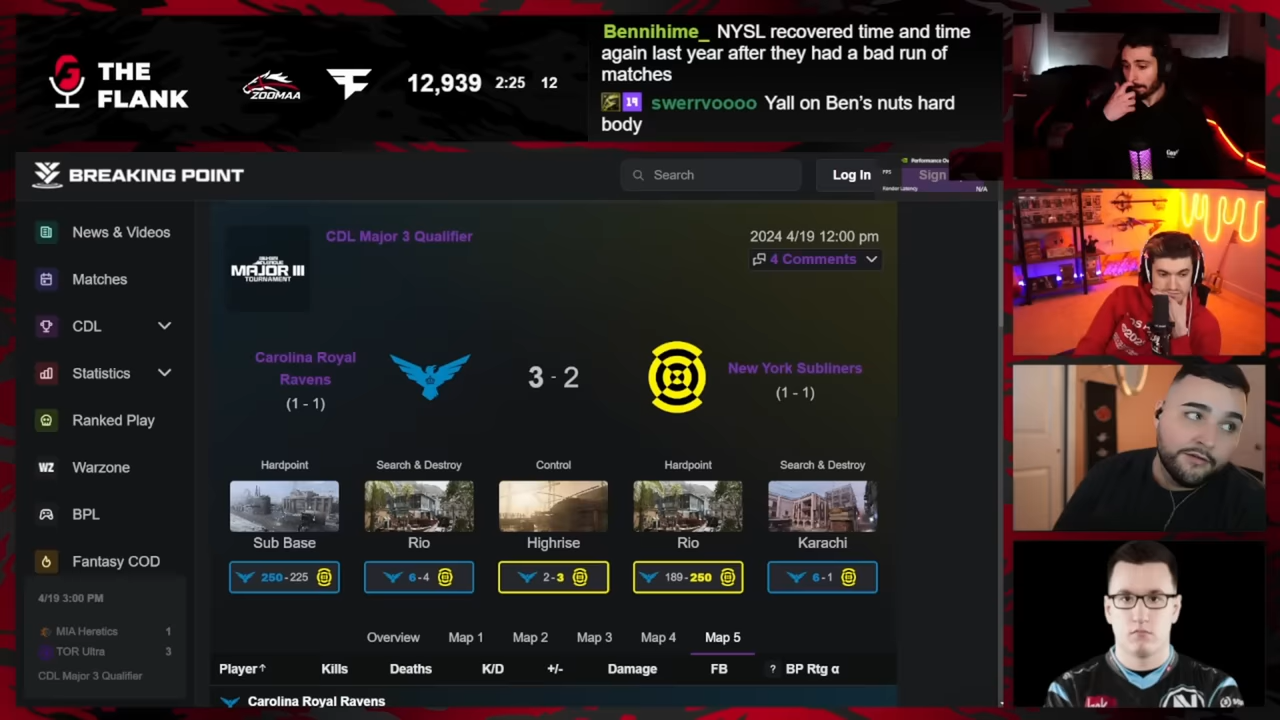 THE
FLANK
ZOOMAA
12,939 2:25 12
Bennihime_ NYSL recovered time and time
again last year after they had a bad run of
matches
19 swerrvoooo Yall on Ben's nuts hard
body
BREAKING POINT
Search
Log In
Sign
N/A
News & Videos
Matches
CDL
Statistics
Ranked Play
WZ Warzone
BPL
Fantasy COD
4/19 3:00 PM
MIA Heretics 1
TOR Ultra 3
CDL Major 3 Qualifier
MAJOR III
TOURNAMENT
CDL Major 3 Qualifier
2024 4/19 12:00 pm
4 Comments
Carolina Royal
Ravens
(1 - 1)
3 - 2
New York Subliners
(1 - 1)
Hardpoint Search & Destroy Control Hardpoint Search & Destroy
Sub Base Rio Highrise Rio Karachi
250 - 225 6 - 4 2 - 3 189 - 250 6 - 1
Overview Map 1 Map 2 Map 3 Map 4 Map 5
Player↑ Kills Deaths K/D +/- Damage FB ? BP Rtg α
Carolina Royal Ravens